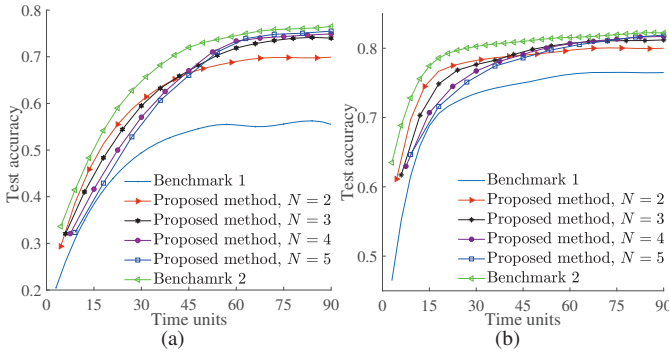 0.8
0.7
0.6
0.5
0.4
0.3
0.2
Test accuracy
Benchmark 1
Proposed method, N = 2
Proposed method, N = 3
Proposed method, N = 4
Proposed method, N = 5
Benchamrk 2
0 15 30 45 60 75 90
Time units
(a)
0.8
0.7
0.6
0.5
Test accuracy
Benchmark 1
Proposed method, N = 2
Proposed method, N = 3
Proposed method, N = 4
Proposed method, N = 5
Benchmark 2
0 15 30 45 60 75 90
Time units
(b)